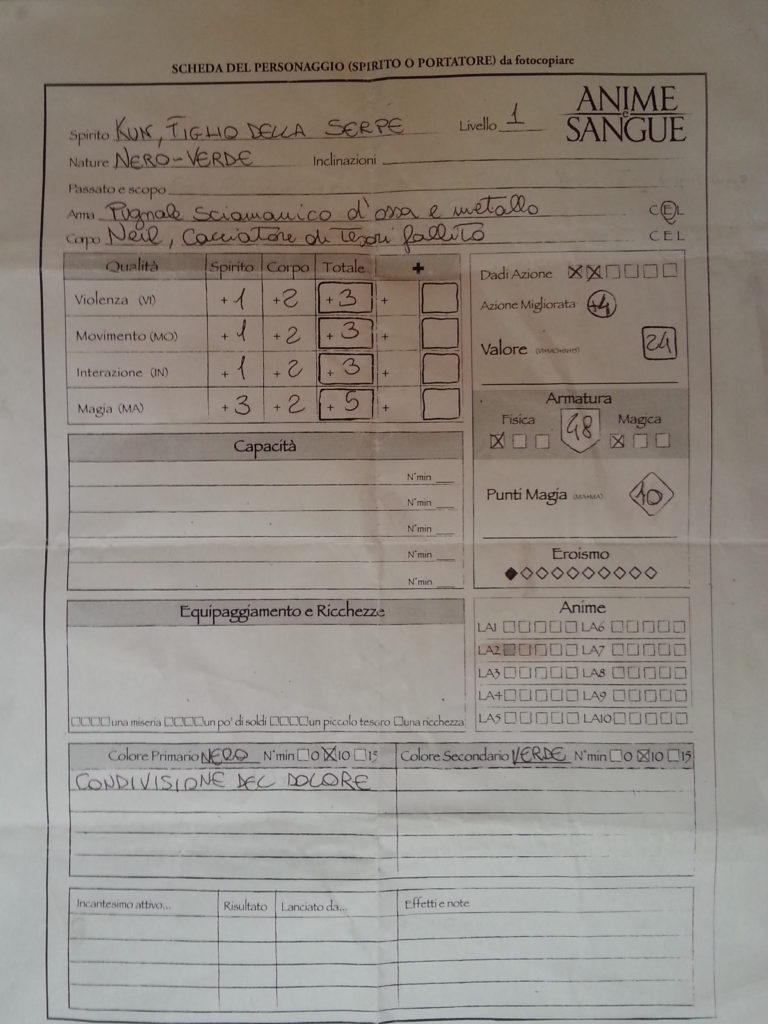 SCHEDA DEL PERSONAGGIO (SPIRITO O PORTATORE) da fotocopiare
ANIME e SANGUE
Spirito KUN, FIGLIO DELLA SERPE Livello 1
Nature NERO-VERDE Inclinazioni
Passato e scopo
Arma Pugnale sciamanico d'ossa e metallo C E L
Corpo Neil, Cacciatore di tesori fallito C E L
Qualità Spirito Corpo Totale +
Violenza (VI) +1 +2 +3 +
Movimento (MO) +1 +2 +3 +
Interazione (IN) +1 +2 +3 +
Magia (MA) +3 +2 +5 +
Dadi Azione
Azione Migliorata +4
Valore 24
Armatura
Fisica 48 Magica
Punti Magia 10
Eroismo
Capacità
N°min
N°min
N°min
N°min
N°min
Equipaggiamento e Ricchezze
una miseria un po' di soldi un piccolo tesoro una ricchezza
Anime
LA1 LA6
LA2 LA7
LA3 LA8
LA4 LA9
LA5 LA10
Colore Primario NERO N°min 0 10 15 Colore Secondario VERDE N°min 0 10 15
CONDIVISIONE DEL DOLORE
Incantesimo attivo... Risultato Lanciato da... Effetti e note